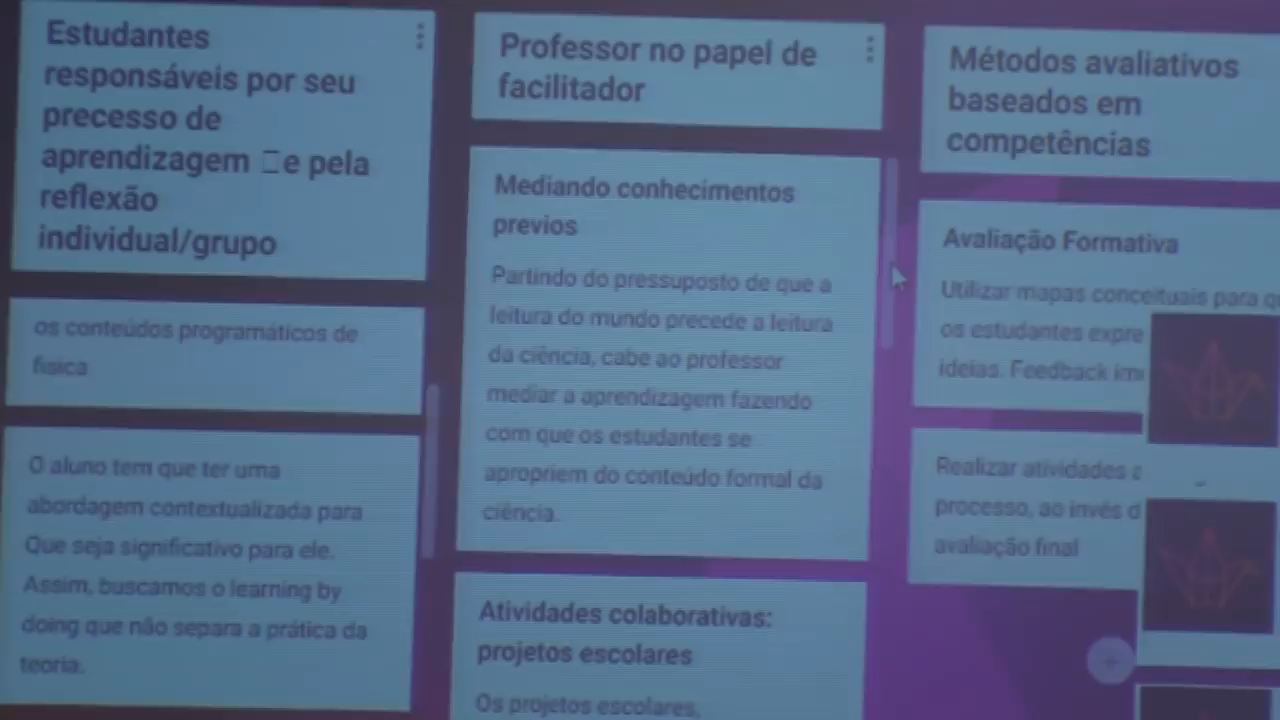 Estudantes
responsáveis por seu
precesso de
aprendizagem e pela
reflexão
individual/grupo
os conteúdos programáticos de
física
O aluno tem que ter uma
abordagem contextualizada para
Que seja significativo para ele.
Assim, buscamos o learning by
doing que não separa a prática da
teoria.
Professor no papel de
facilitador
Mediando conhecimentos
previos
Partindo do pressuposto de que a
leitura do mundo precede a leitura
da ciência, cabe ao professor
mediar a aprendizagem fazendo
com que os estudantes se
apropriem do conteúdo formal da
ciência.
Atividades colaborativas:
projetos escolares
Os projetos escolares,
Métodos avaliativos
baseados em
competências
Avaliação Formativa
Utilizar mapas conceituais para q
os estudantes expre
ideias. Feedback im
Realizar atividades
processo, ao invés d
avaliação final